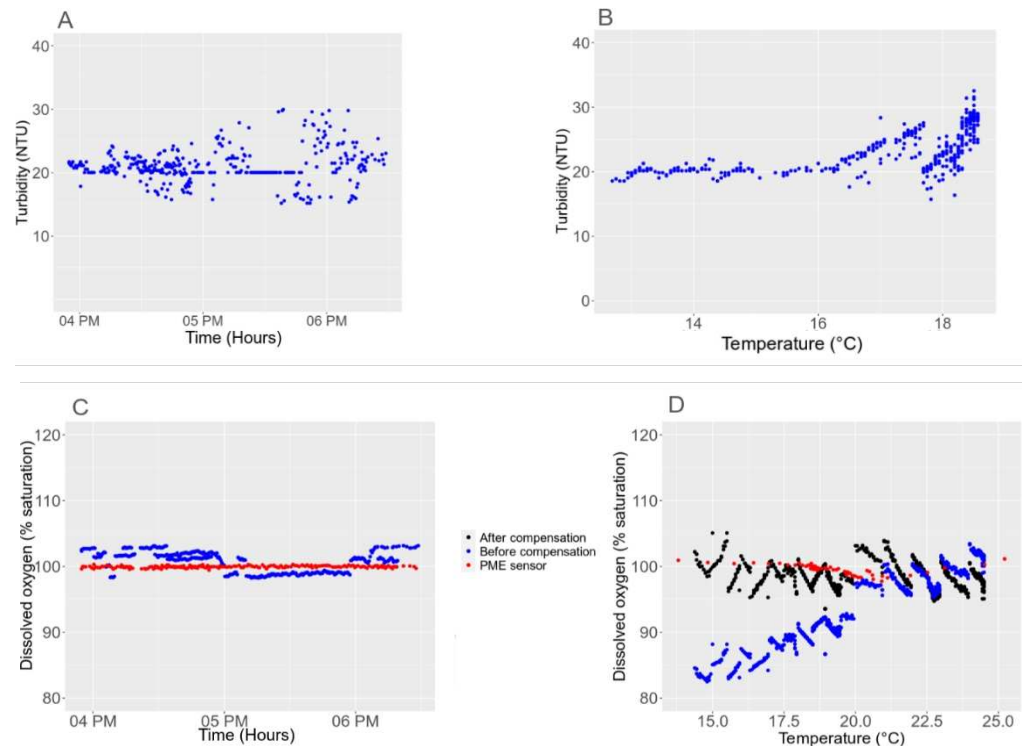 A
Turbidity (NTU)
40
30
20
10
04 PM
05 PM
06 PM
Time (Hours)
B
Turbidity (NTU)
40
30
20
10
0
.14
.16
.18
Temperature (°C)
C
Dissolved oxygen (% saturation)
120
110
100
90
80
04 PM
05 PM
06 PM
Time (Hours)
After compensation
Before compensation
PME sensor
D
Dissolved oxygen (% saturation)
120
110
100
90
80
15.0
17.5
20.0
22.5
25.0
Temperature (°C)